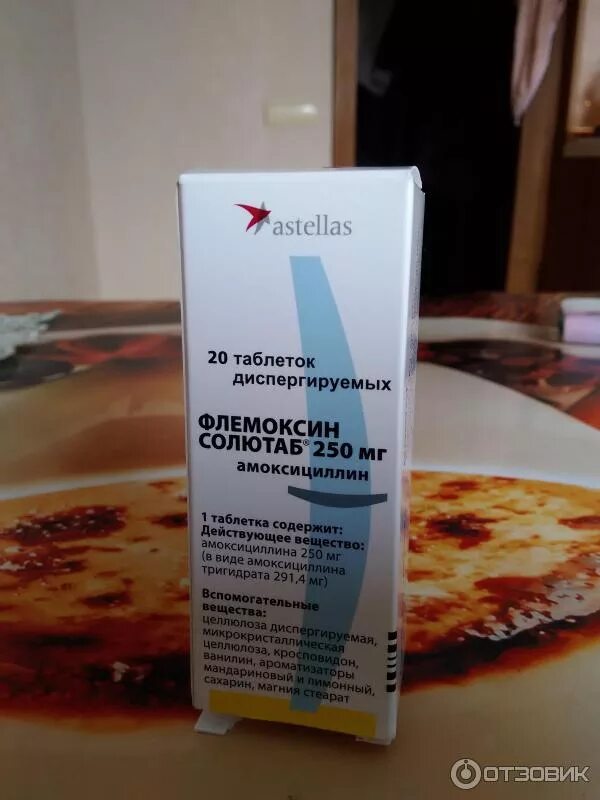 astellas
20 таблеток
диспергируемых
ФЛЕМОКСИН
СОЛЮТАБ® 250 мг
амоксициллин
1 таблетка содержит:
Действующее вещество:
амоксициллина 250 мг
(в виде амоксициллина
тригидрата 291,4 мг)
Вспомогательные
вещества:
целлюлоза диспергируемая,
микрокристаллическая
целлюлоза, кросповидон,
ванилин, ароматизаторы
мандариновый и лимонный,
сахарин, магния стеарат
ОТЗОВИК